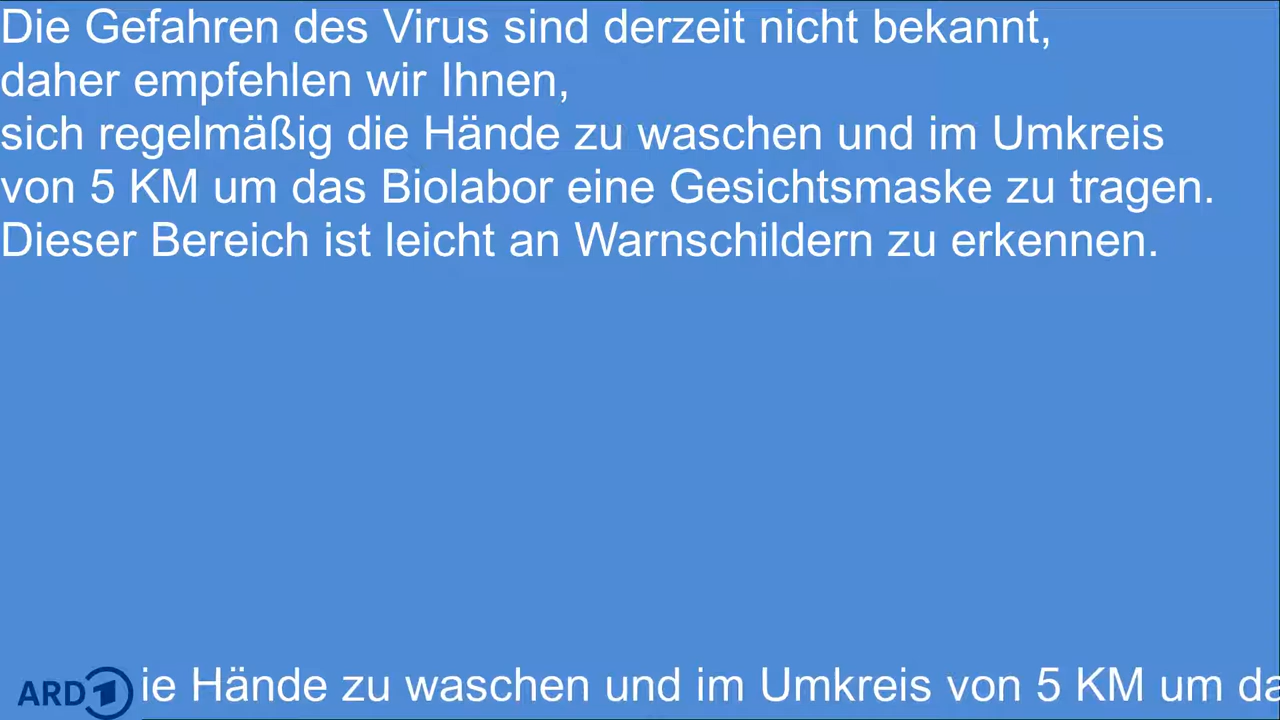 Die Gefahren des Virus sind derzeit nicht bekannt,
daher empfehlen wir Ihnen,
sich regelmäßig die Hände zu waschen und im Umkreis
von 5 KM um das Biolabor eine Gesichtsmaske zu tragen.
Dieser Bereich ist leicht an Warnschildern zu erkennen.
ARD 1 ie Hände zu waschen und im Umkreis von 5 KM um da